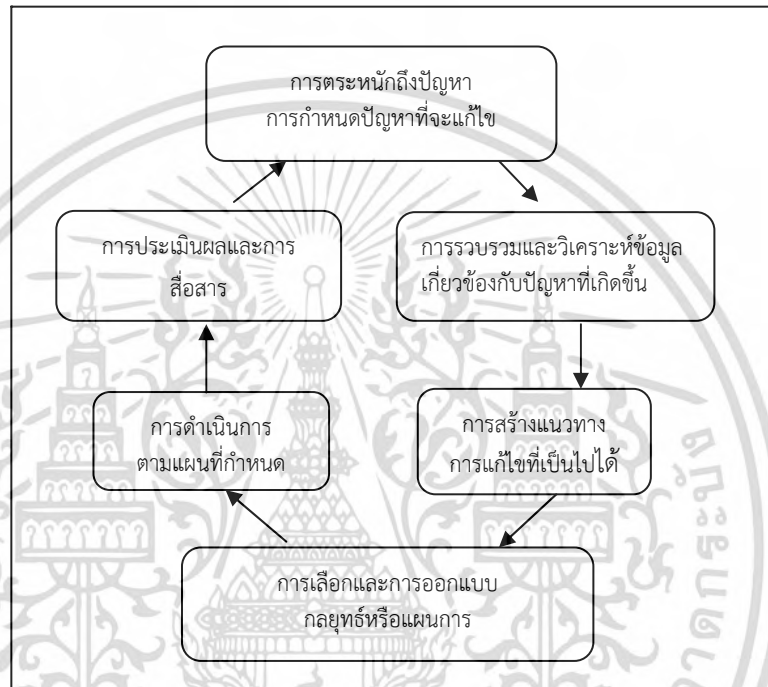 การตระหนักถึงปัญหา
การกำหนดปัญหาที่จะแก้ไข
การประเมินผลและการ
สื่อสาร
การรวบรวมและวิเคราะห์ข้อมูล
เกี่ยวข้องกับปัญหาที่เกิดขึ้น
การดำเนินการ
ตามแผนที่กำหนด
การสร้างแนวทาง
การแก้ไขที่เป็นไปได้
การเลือกและการออกแบบ
กลยุทธ์หรือแผนการ